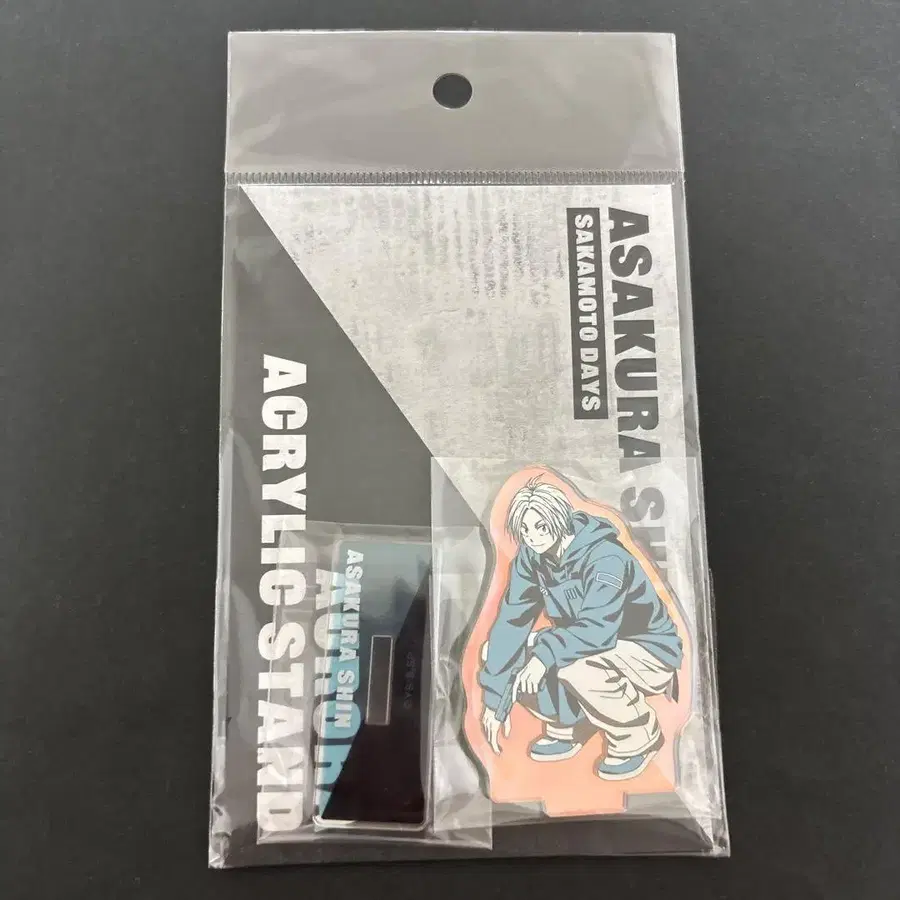 ASAKURA SHIN
SAKAMOTO DAYS
ACRYLIC STAND
ASAKURA SHIN